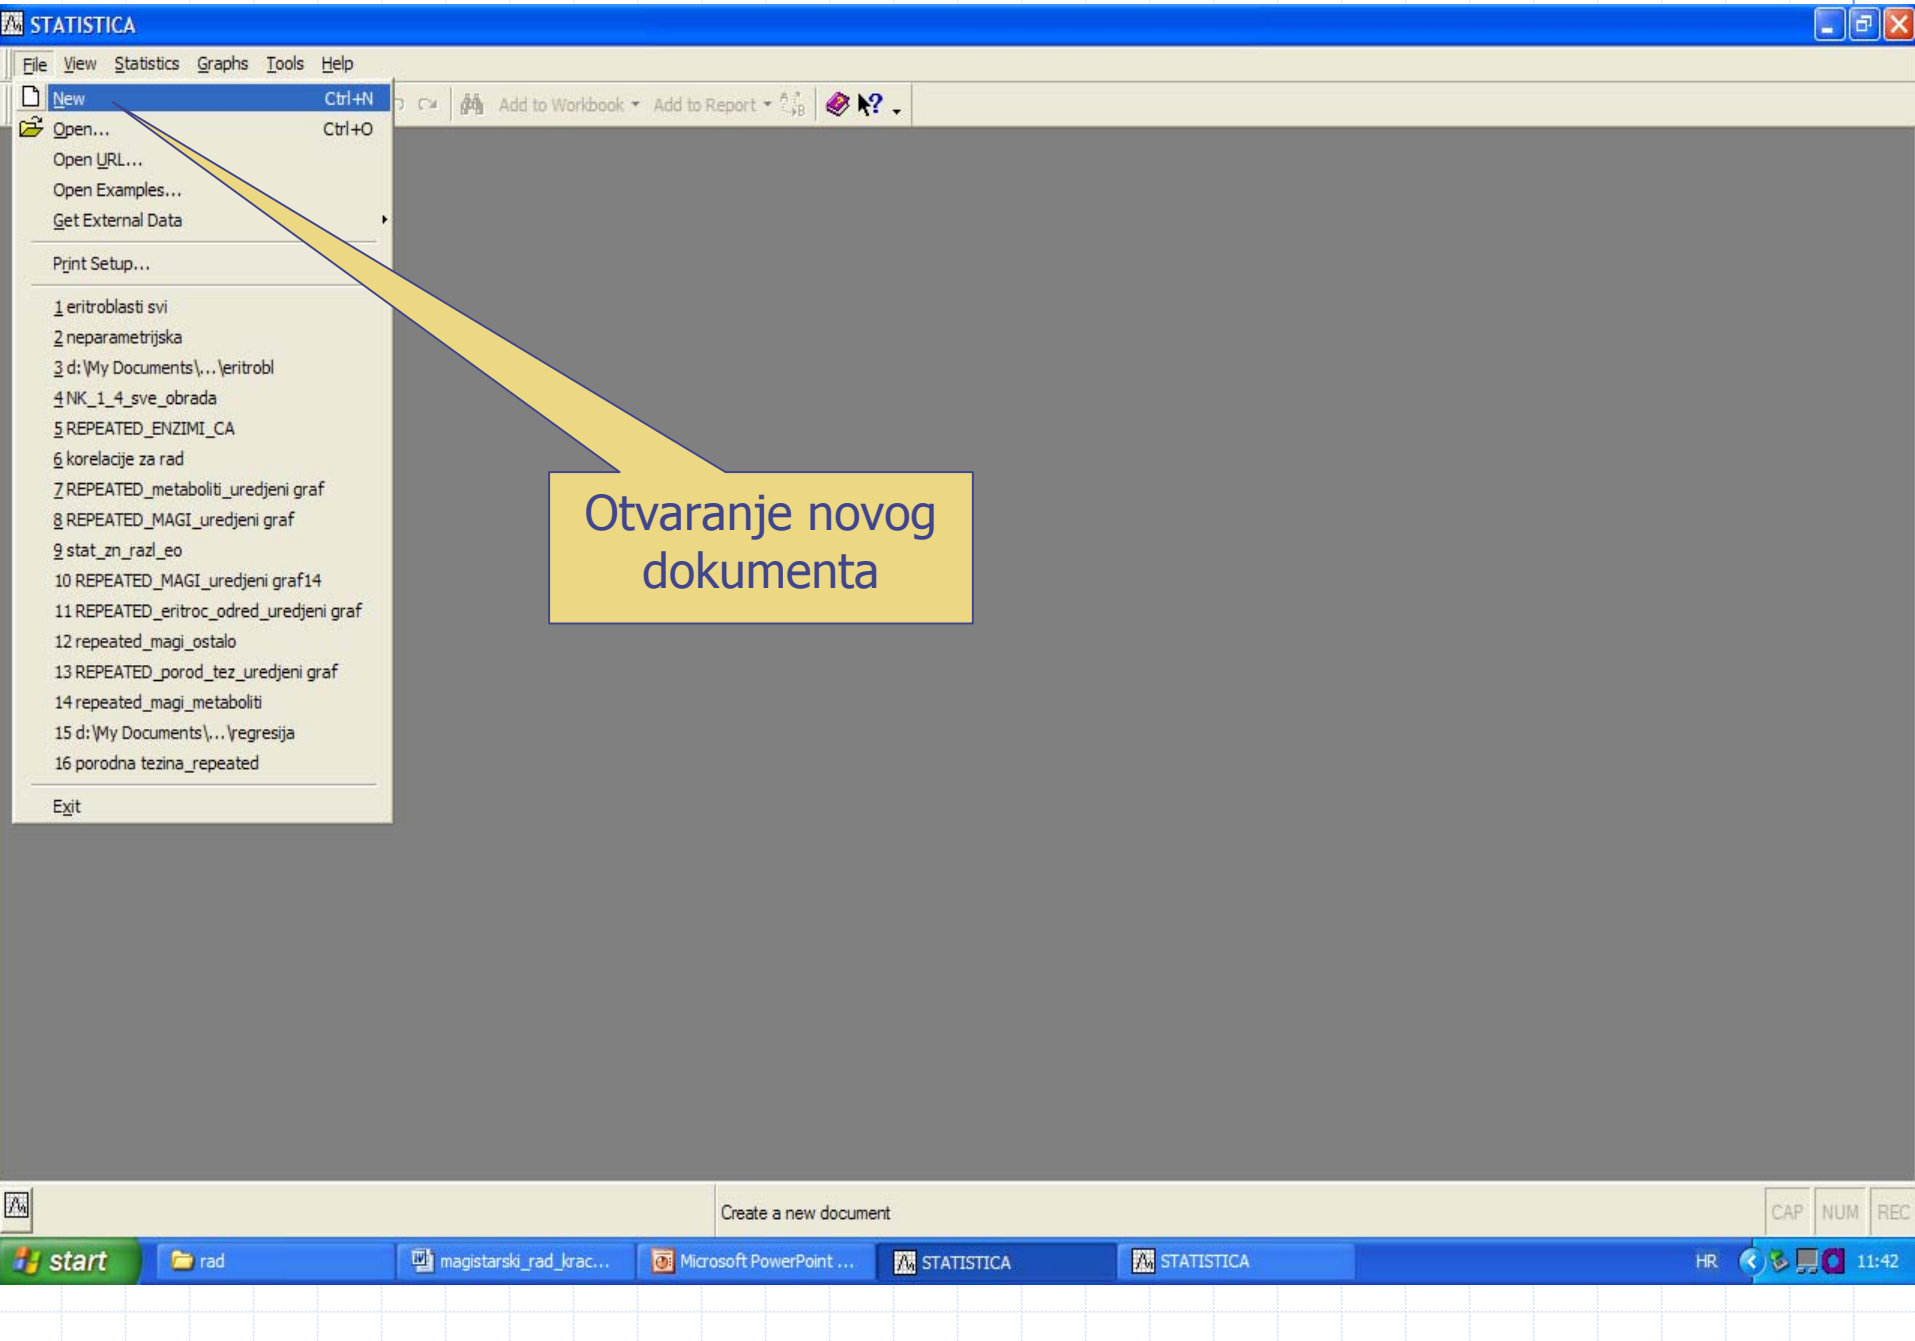 STATISTICA
File View Statistics Graphs Tools Help
New Ctrl+N
Add to Workbook Add to Report
Open... Ctrl+O
Open URL...
Open Examples...
Get External Data
Print Setup...
1 eritroblasti svi
2 neparametrijska
3 d:\My Documents\...\eritrobl
4 NK_1_4_sve_obrada
5 REPEATED_ENZIMI_CA
6 korelacije za rad
7 REPEATED_metaboliti_uredjeni graf
8 REPEATED_MAGI_uredjeni graf
9 stat_zn_razl_eo
10 REPEATED_MAGI_uredjeni graf14
11 REPEATED_eritroc_odred_uredjeni graf
12 repeated_magi_ostalo
13 REPEATED_porod_tez_uredjeni graf
14 repeated_magi_metaboliti
15 d:\My Documents\...\regresija
16 porodna tezina_repeated
Exit
Otvaranje novog
dokumenta
Create a new document
CAP NUM REC
start rad magistarski_rad_krac... Microsoft PowerPoint ... STATISTICA STATISTICA HR 11:42